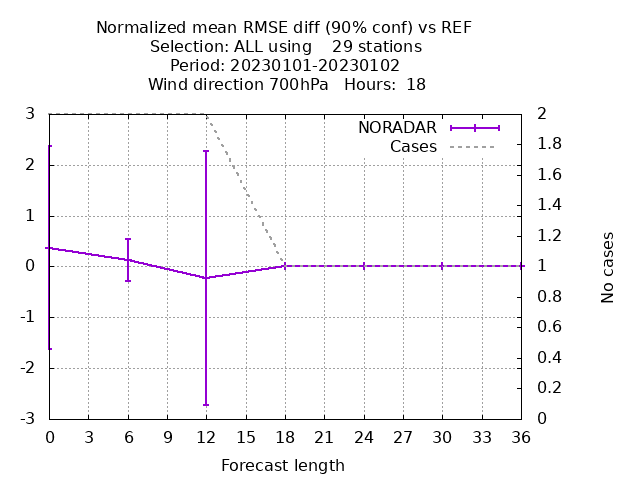 Normalized mean RMSE diff (90% conf) vs REF
Selection: ALL using    29 stations
Period: 20230101-20230102
Wind direction 700hPa   Hours:  18
NORADAR
Cases
3
2
1
0
-1
-2
-3
2
1.8
1.6
1.4
1.2
1
0.8
0.6
0.4
0.2
0
No cases
0 3 6 9 12 15 18 21 24 27 30 33 36
Forecast length